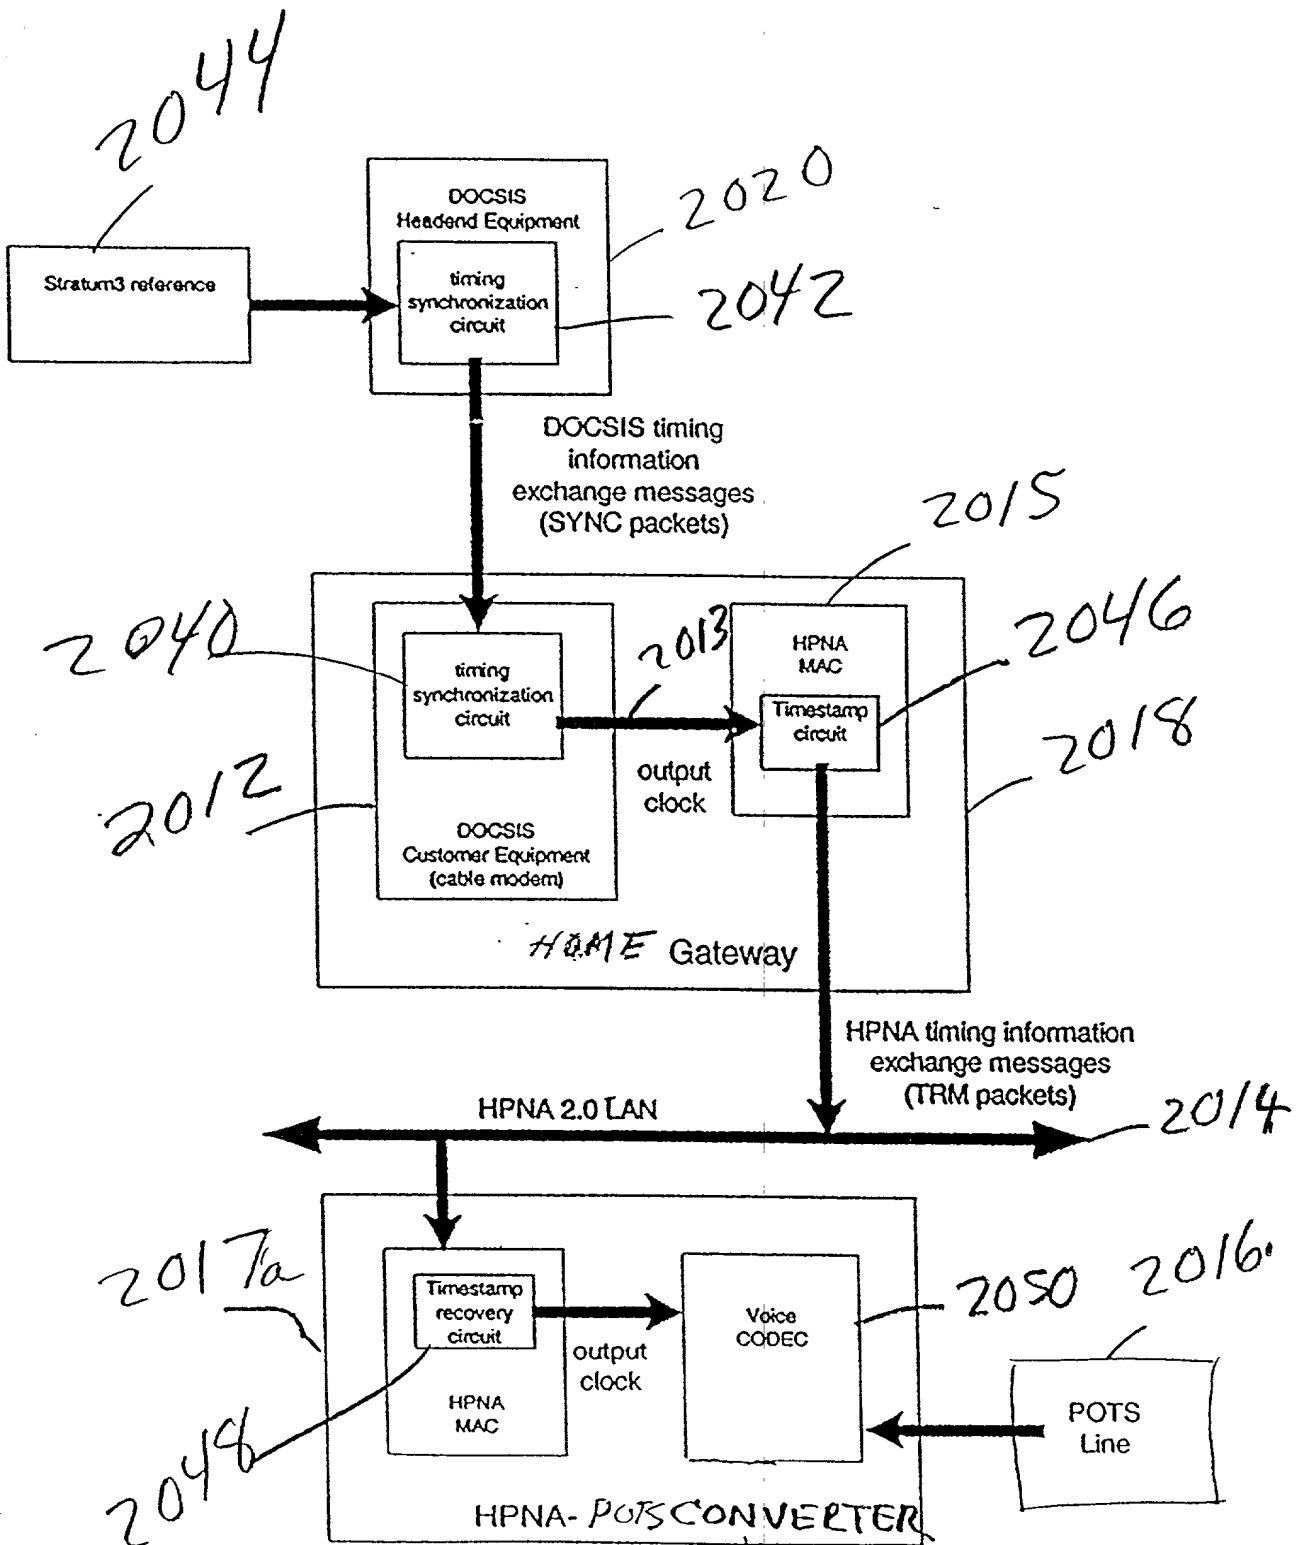 2044
DOCSIS
Headend Equipment
2020
Stratum3 reference
timing
synchronization
circuit
2042
DOCSIS timing
information
exchange messages
(SYNC packets)
2015
2040
timing
synchronization
circuit
2013
HPNA
MAC
2046
Timestamp
circuit
2018
output
clock
2012
DOCSIS
Customer Equipment
(cable modem)
HOME Gateway
HPNA timing information
exchange messages
(TRM packets)
HPNA 2.0 LAN
2014
2017a
Timestamp
recovery
circuit
output
clock
Voice
CODEC
2050
2016
HPNA
MAC
POTS
Line
2048
HPNA- POTS CONVERTER